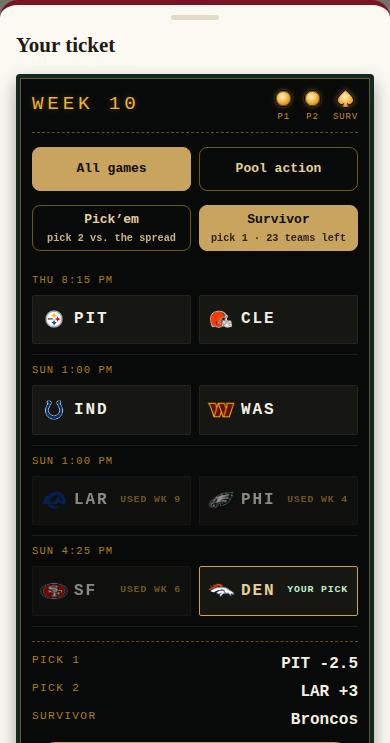 Your ticket
WEEK 10
P1 P2 SURV
All games Pool action
Pick’em Survivor
pick 2 vs. the spread pick 1 · 23 teams left
THU 8:15 PM
PIT CLE
SUN 1:00 PM
IND WAS
SUN 1:00 PM
LAR USED WK 9 PHI USED WK 4
SUN 4:25 PM
SF USED WK 6 DEN YOUR PICK
PICK 1 PIT -2.5
PICK 2 LAR +3
SURVIVOR Broncos